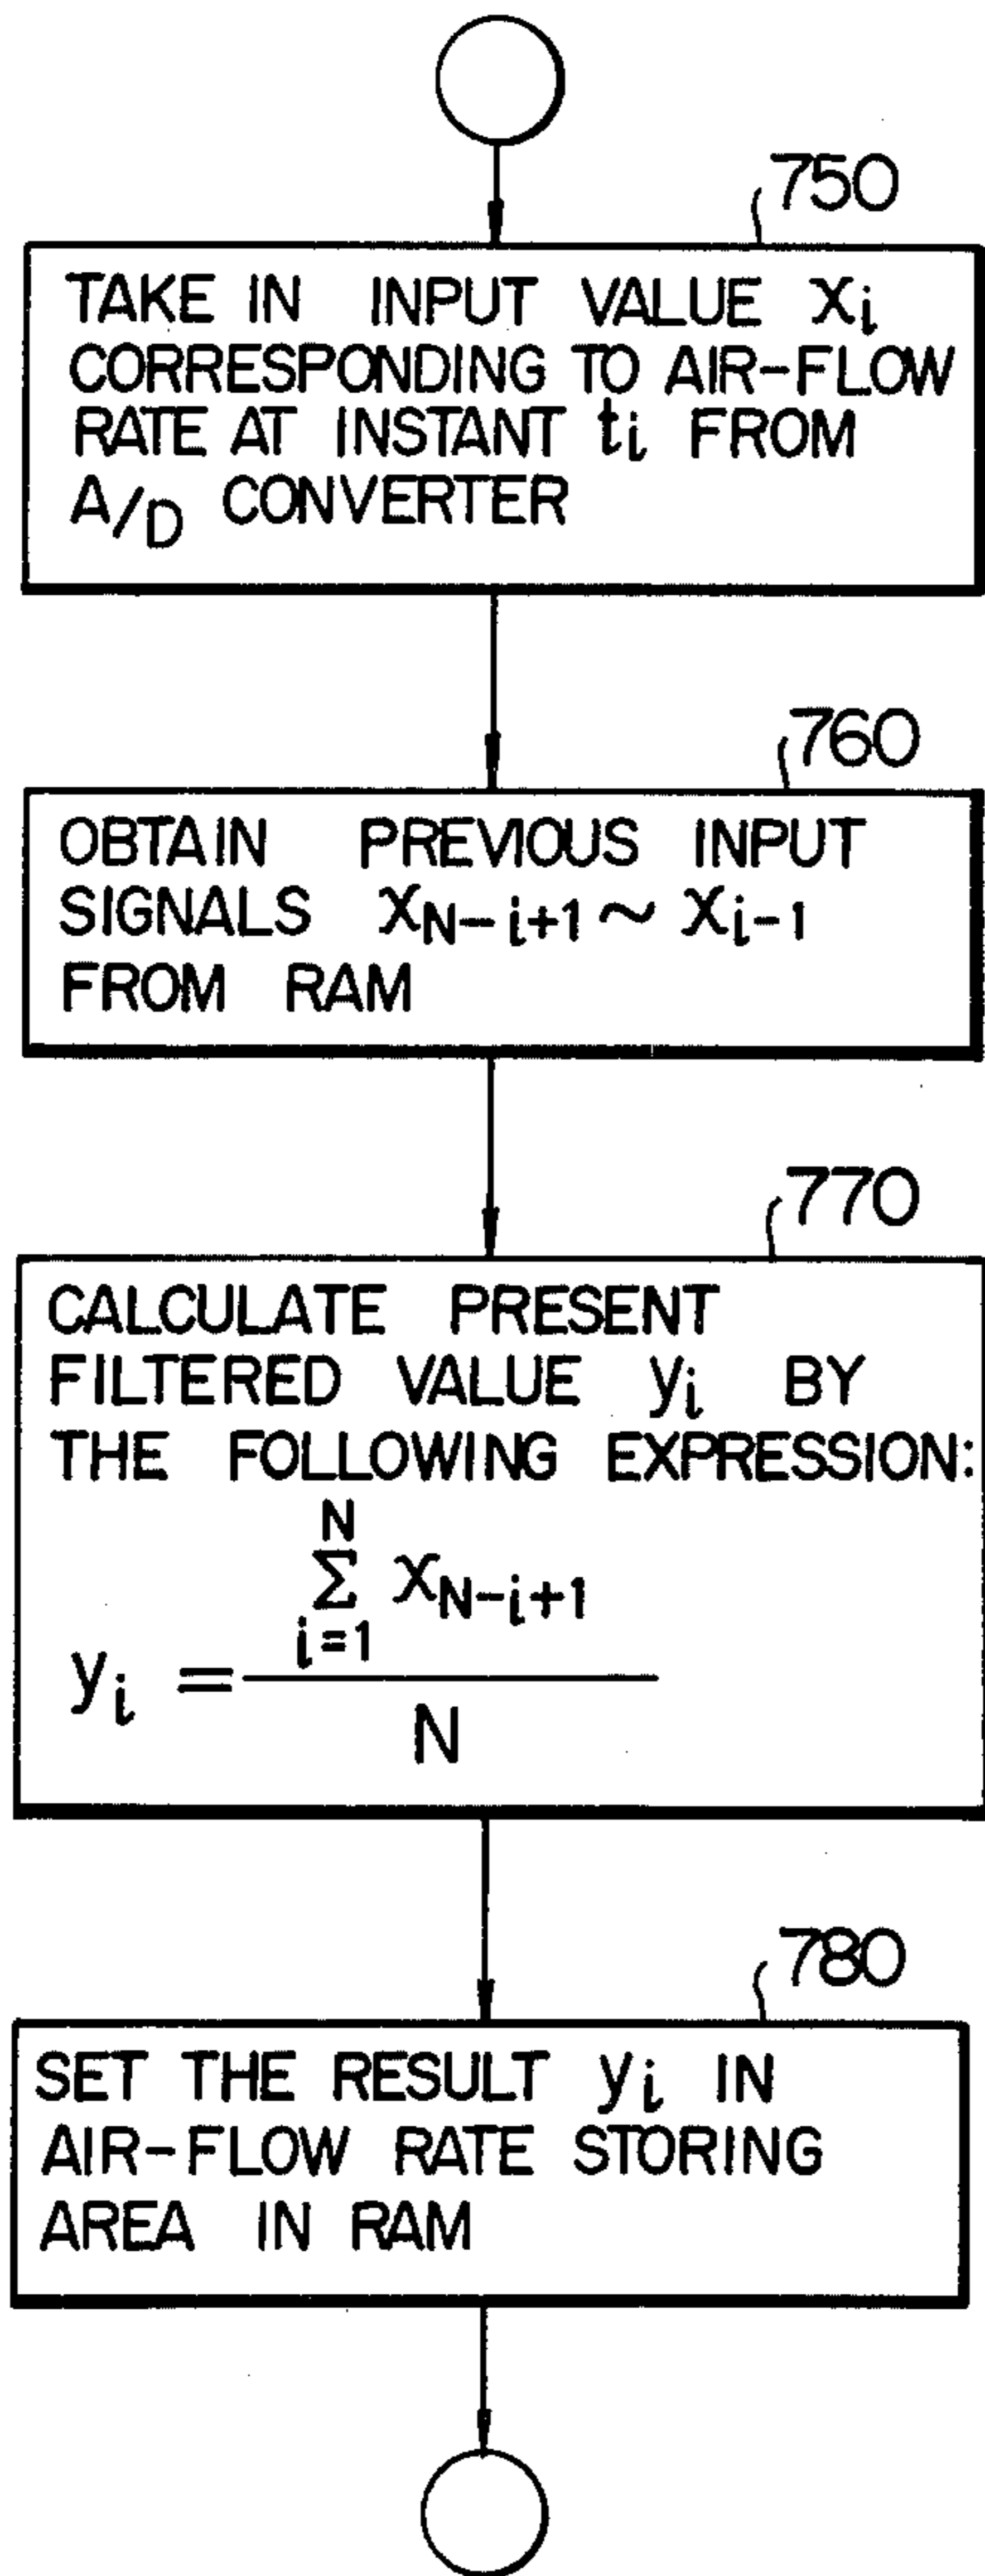 750
TAKE IN INPUT VALUE xi
CORRESPONDING TO AIR-FLOW
RATE AT INSTANT ti FROM
A/D CONVERTER
760
OBTAIN PREVIOUS INPUT
SIGNALS xN-i+1 ~ xi-1
FROM RAM
770
CALCULATE PRESENT
FILTERED VALUE yi BY
THE FOLLOWING EXPRESSION:
N
Σ xN-i+1
i=1
yi =
N
780
SET THE RESULT yi IN
AIR-FLOW RATE STORING
AREA IN RAM